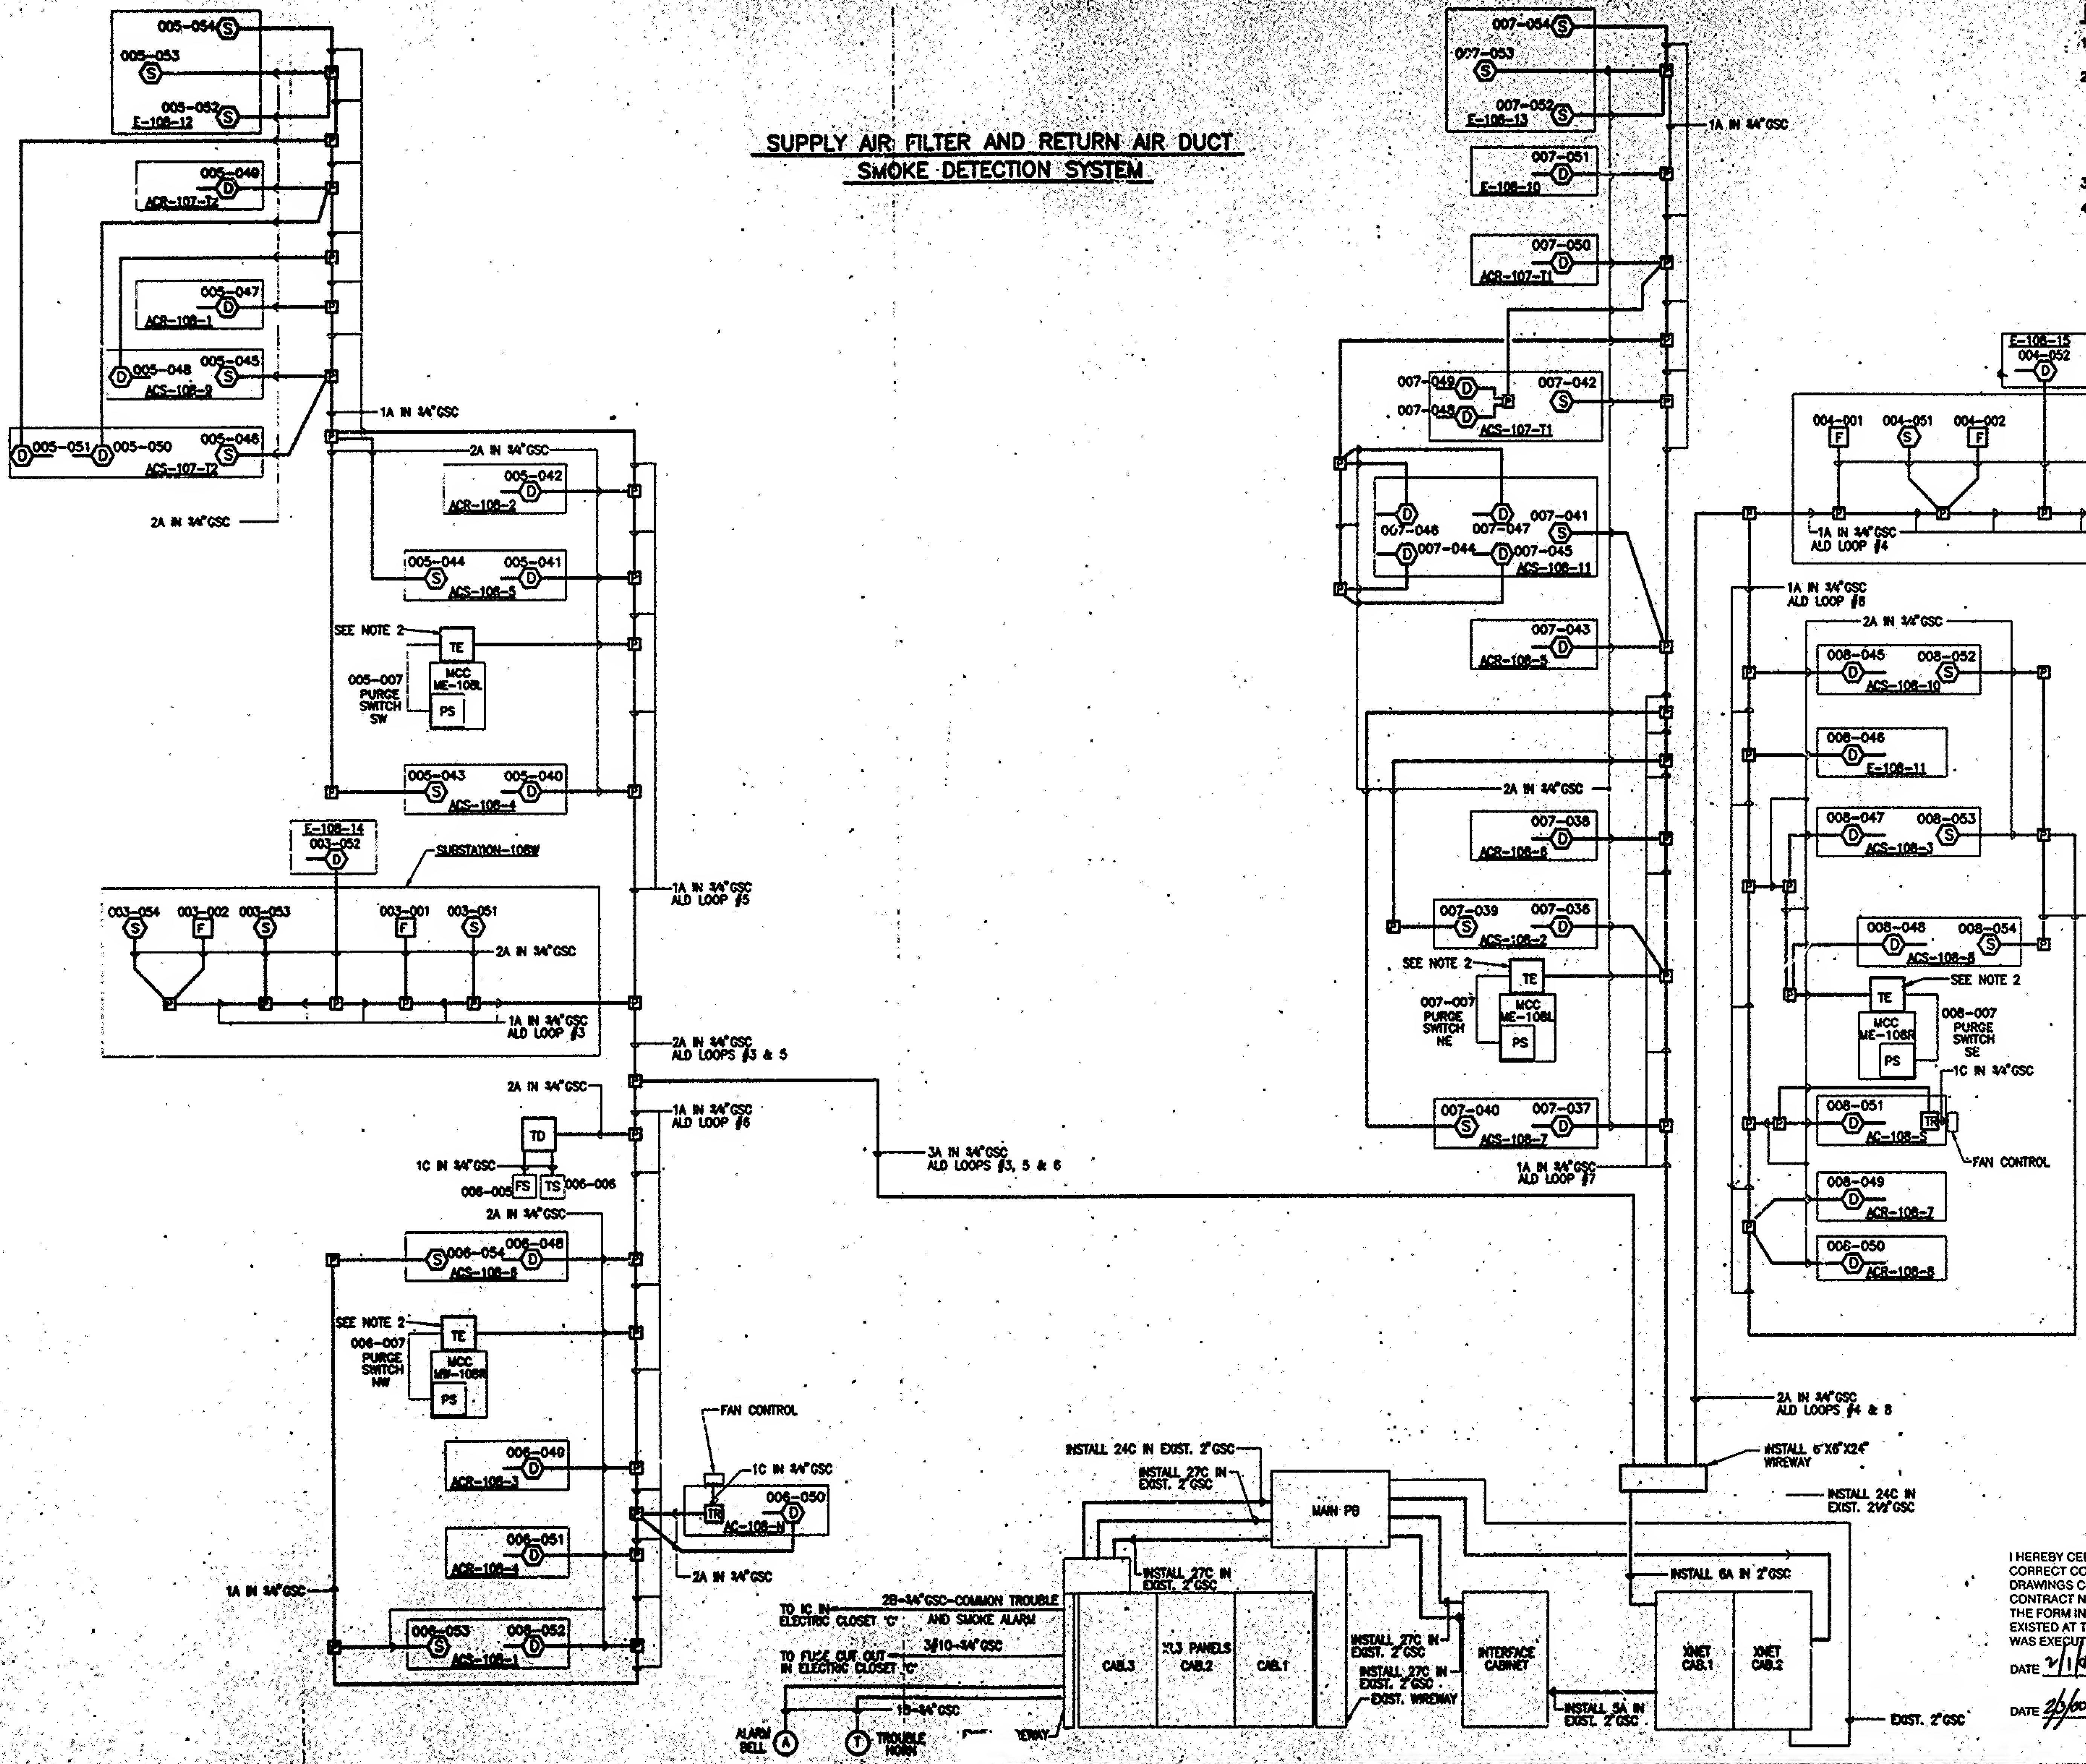 SUPPLY AIR FILTER AND RETURN AIR DUCT
SMOKE DETECTION SYSTEM
005-054
S
005-053
S
005-052
S
E-108-12
005-049
D
ACR-107-T2
005-047
D
ACR-108-1
D
005-048
005-045
S
ACS-108-9
D
005-051
D
005-050
005-046
S
ACS-107-T2
2A IN 3/4"GSC
1A IN 3/4"GSC
2A IN 3/4"GSC
005-042
D
ACR-108-2
005-044
S
005-041
D
ACS-108-5
SEE NOTE 2
TE
MCC
ME-108L
PS
005-007
PURGE
SWITCH
SW
005-043
S
005-040
D
ACS-108-4
E-108-14
003-052
D
SUBSTATION-108W
1A IN 3/4"GSC
ALD LOOP #5
003-054
S
003-002
F
003-053
S
003-001
F
003-051
S
2A IN 3/4"GSC
1A IN 3/4"GSC
ALD LOOP #3
2A IN 3/4"GSC
ALD LOOPS #3 & 5
2A IN 3/4"GSC
1A IN 3/4"GSC
ALD LOOP #6
TD
1C IN 3/4"GSC
006-005
FS
TS
006-006
3A IN 3/4"GSC
ALD LOOPS #3, 5 & 6
2A IN 3/4"GSC
S
006-054
006-048
D
ACS-108-6
SEE NOTE 2
TE
MCC
MW-108R
PS
006-007
PURGE
SWITCH
NW
006-049
D
ACR-108-3
FAN CONTROL
1C IN 3/4"GSC
TR
006-050
D
AC-108-N
006-051
D
ACR-108-4
2A IN 3/4"GSC
1A IN 3/4"GSC
006-053
S
006-052
D
ACS-108-1
007-054
S
007-053
S
007-052
S
E-108-13
1A IN 3/4"GSC
007-051
D
E-108-10
007-050
D
ACR-107-T1
007-049
D
007-048
D
P
007-042
S
ACS-107-T1
D
007-046
D
007-047
007-041
S
D
007-044
D
007-045
ACS-108-11
007-043
D
ACR-108-5
2A IN 3/4"GSC
007-038
D
ACR-108-6
007-039
S
007-036
D
ACS-108-2
SEE NOTE 2
TE
MCC
ME-108L
PS
007-007
PURGE
SWITCH
NE
007-040
S
007-037
D
ACS-108-7
1A IN 3/4"GSC
ALD LOOP #7
E-108-15
004-052
D
004-001
F
004-051
S
004-002
F
1A IN 3/4"GSC
ALD LOOP #4
1A IN 3/4"GSC
ALD LOOP #8
2A IN 3/4"GSC
008-045
D
008-052
S
ACS-108-10
008-046
D
E-108-11
008-047
D
008-053
S
ACS-108-3
008-048
D
008-054
S
ACS-108-8
SEE NOTE 2
TE
MCC
ME-108R
PS
008-007
PURGE
SWITCH
SE
1C IN 3/4"GSC
008-051
D
AC-108-S
TR
FAN CONTROL
008-049
D
ACR-108-7
008-050
D
ACR-108-8
2A IN 3/4"GSC
ALD LOOPS #4 & 8
INSTALL 6"X6"X24"
WIREWAY
INSTALL 24C IN
EXIST. 2½"GSC
INSTALL 24C IN EXIST. 2"GSC
INSTALL 27C IN
EXIST. 2"GSC
MAIN PB
INSTALL 27C IN
EXIST. 2"GSC
INSTALL 6A IN 2"GSC
TO IC IN
ELECTRIC CLOSET "C"
2B-3/4"GSC-COMMON TROUBLE
AND SMOKE ALARM
TO FUSE CUT OUT
IN ELECTRIC CLOSET "C"
3#10-3/4"GSC
1B-3/4"GSC
ALARM
BELL
A
T
TROUBLE
HORN
CAB.3
XL3 PANELS
CAB.2
CAB.1
INSTALL 27C IN
EXIST. 2"GSC
INSTALL 27C IN
EXIST. 2"GSC
EXIST. WIREWAY
INTERFACE
CABINET
INSTALL 5A IN
EXIST. 2"GSC
XNET
CAB.1
XNET
CAB.2
EXIST. 2"GSC
1
2
3
4
I HEREBY CE
CORRECT CO
DRAWINGS C
CONTRACT N
THE FORM IN
EXISTED AT T
WAS EXECUT
DATE 2/1/
DATE 2/3/00